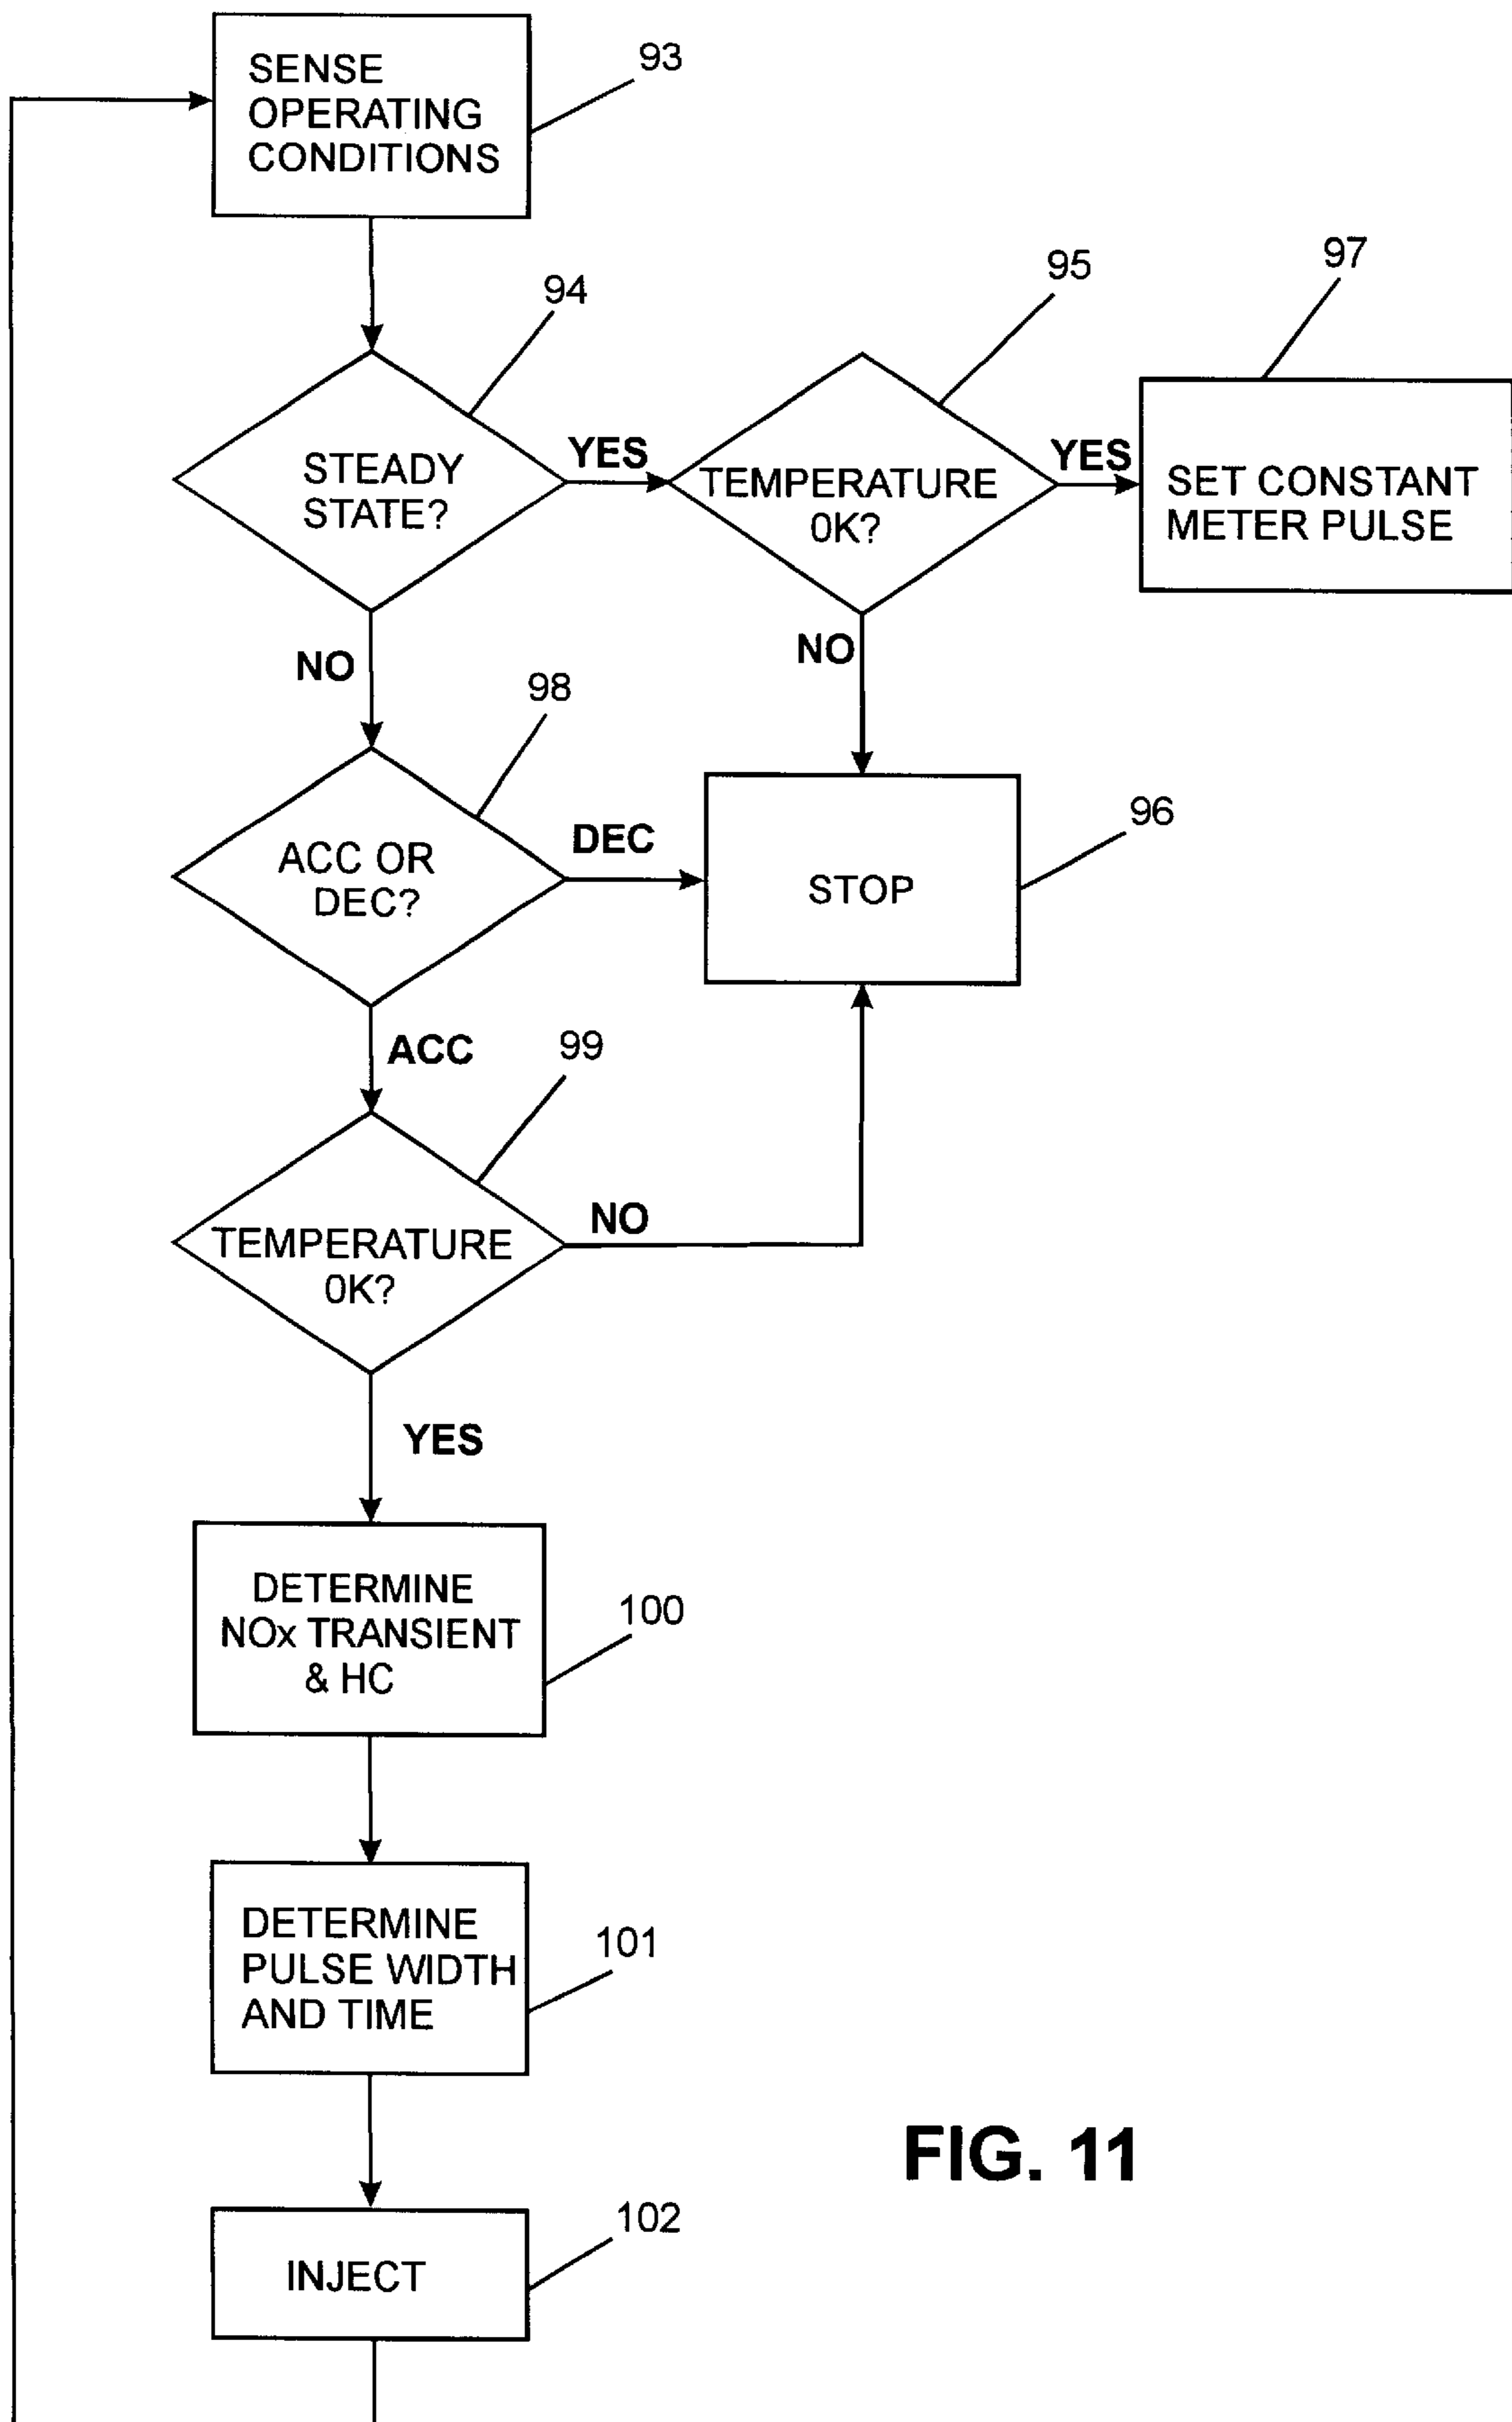 SENSE
OPERATING
CONDITIONS
93
94
95
97
STEADY
STATE?
YES
TEMPERATURE
0K?
YES
SET CONSTANT
METER PULSE
NO
NO
98
ACC OR
DEC?
DEC
STOP
96
ACC
99
TEMPERATURE
0K?
NO
YES
DETERMINE
NOx TRANSIENT
& HC
100
DETERMINE
PULSE WIDTH
AND TIME
101
INJECT
102
FIG. 11